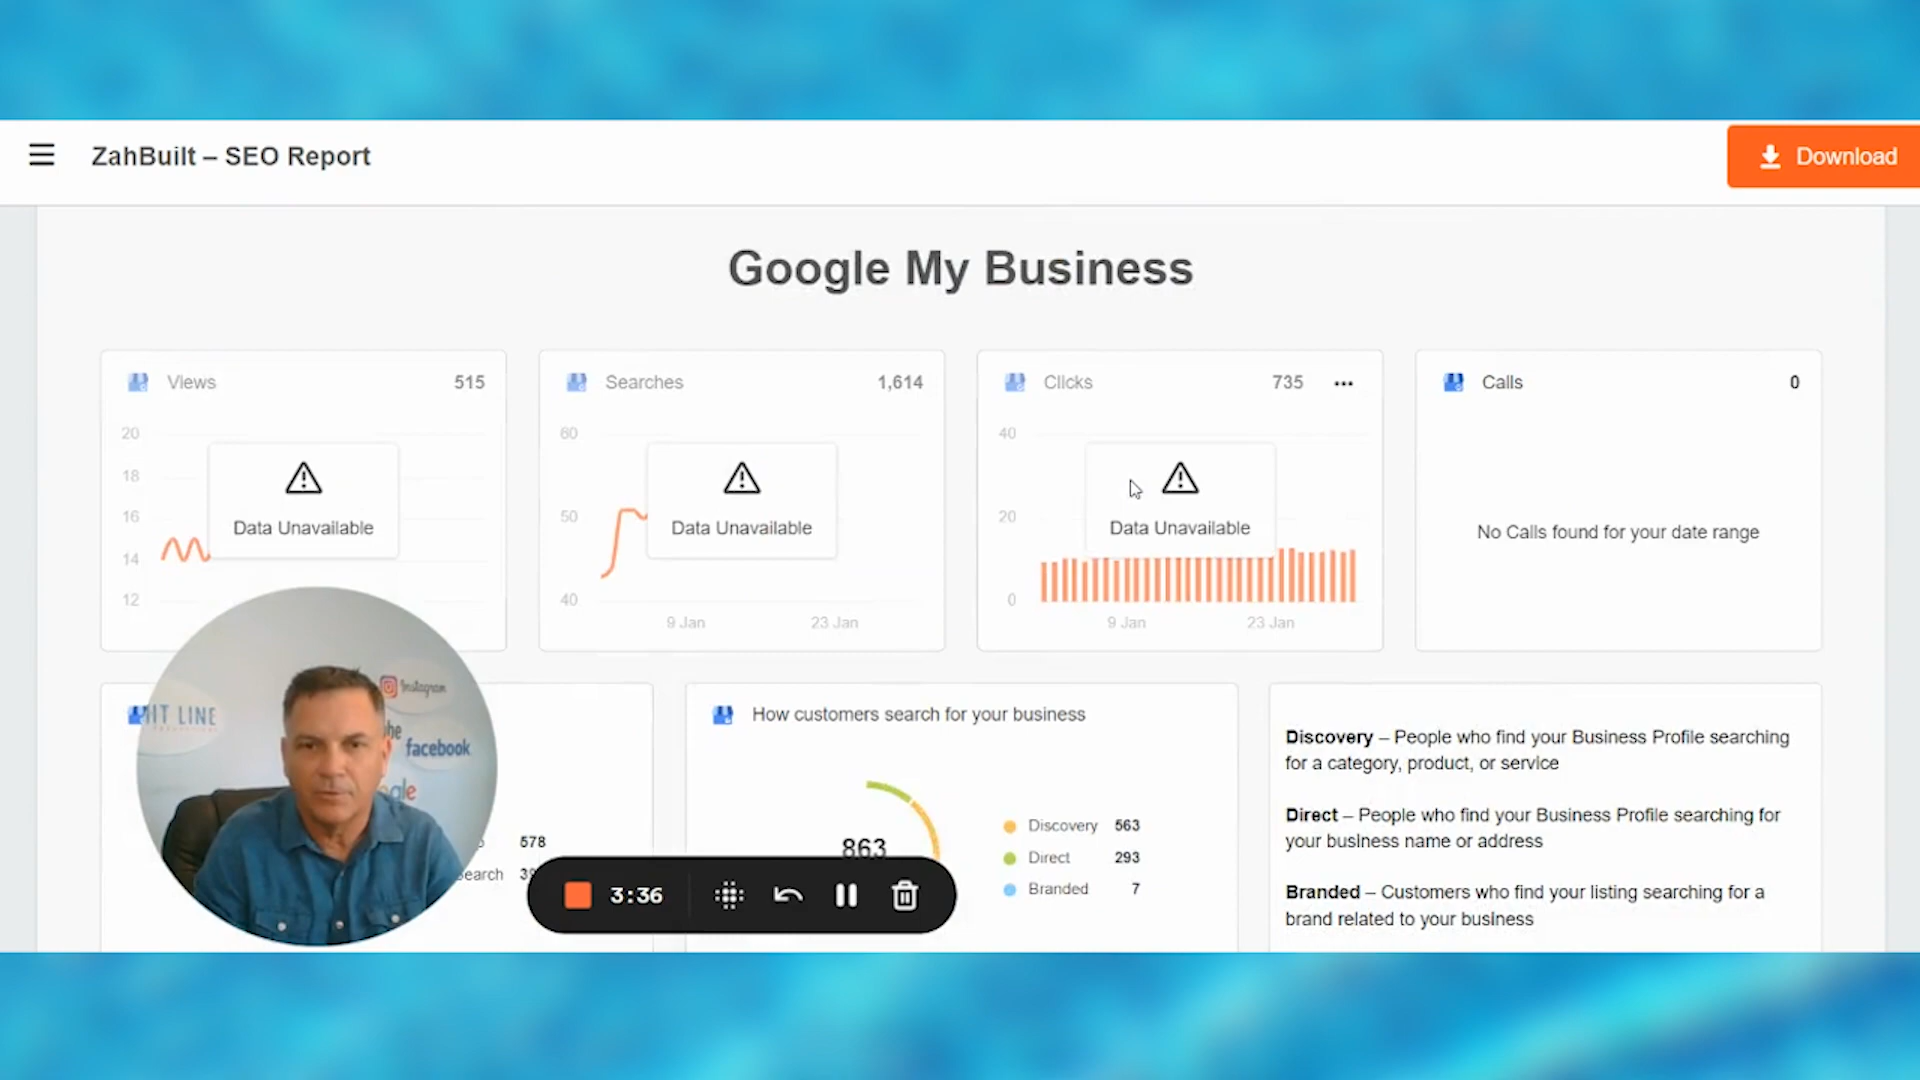 ZahBuilt – SEO Report
Download
Google My Business
Views 515
20
18
16
14
12
Data Unavailable
Searches 1,614
60
50
40
Data Unavailable
9 Jan 23 Jan
Clicks 735
40
20
0
Data Unavailable
9 Jan 23 Jan
Calls 0
No Calls found for your date range
LINE
Instagram
facebook
578
earch
How customers search for your business
863
Discovery 563
Direct 293
Branded 7
Discovery – People who find your Business Profile searching
for a category, product, or service
Direct – People who find your Business Profile searching for
your business name or address
Branded – Customers who find your listing searching for a
brand related to your business
3:36